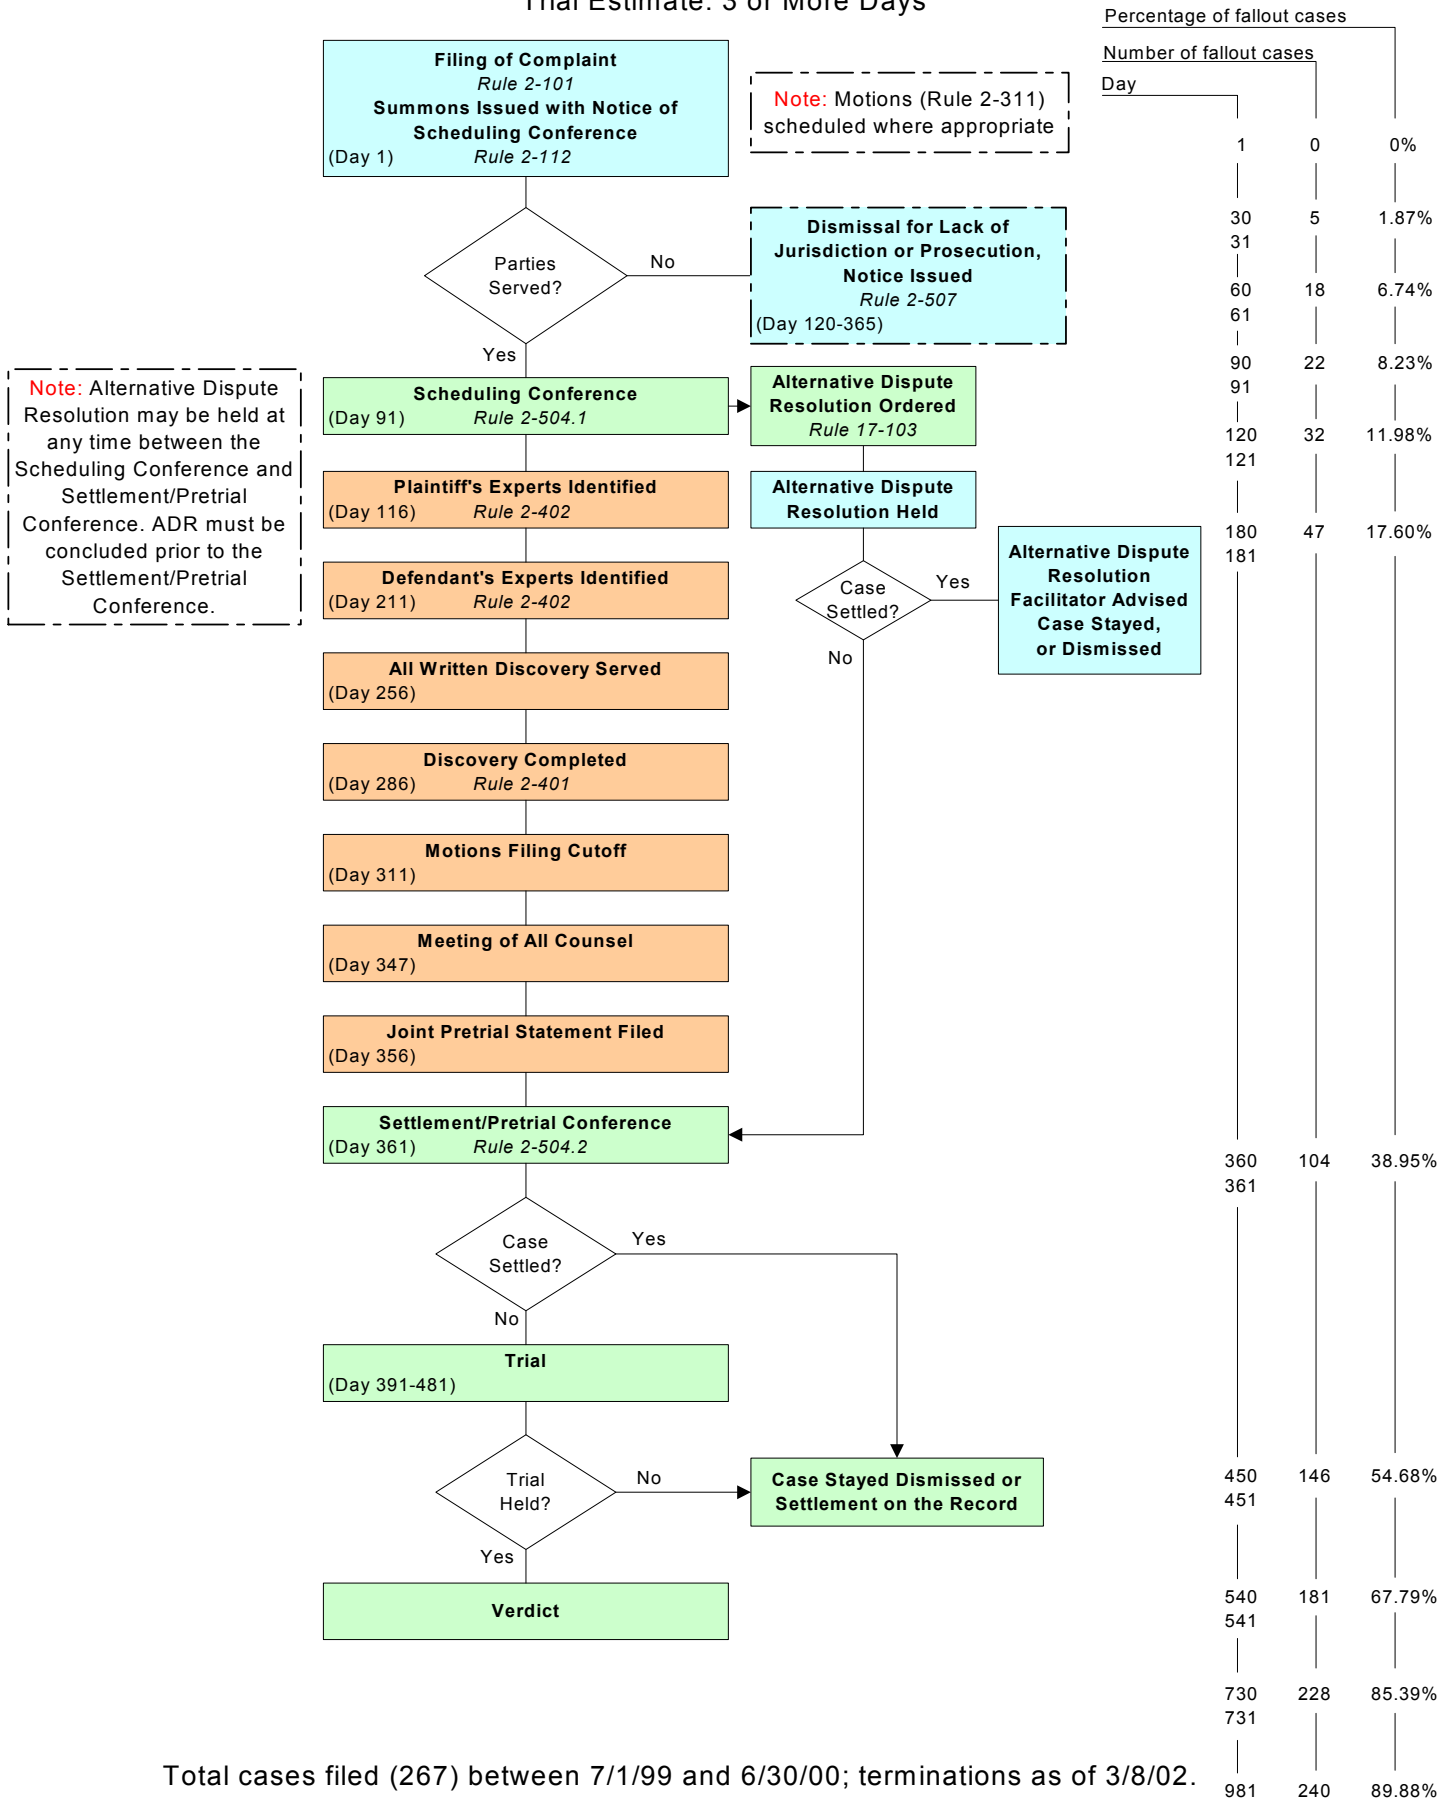 Trial Estimate: 3 or More Days
Percentage of fallout cases
Number of fallout cases
Day
Filing of Complaint
Rule 2-101
Summons Issued with Notice of
Scheduling Conference
(Day 1) Rule 2-112
Note: Motions (Rule 2-311)
scheduled where appropriate
1 0 0%
Parties
Served?
No
Dismissal for Lack of
Jurisdiction or Prosecution,
Notice Issued
Rule 2-507
(Day 120-365)
30 5 1.87%
31
60 18 6.74%
61
Yes
90 22 8.23%
91
Note: Alternative Dispute
Resolution may be held at
any time between the
Scheduling Conference and
Settlement/Pretrial
Conference. ADR must be
concluded prior to the
Settlement/Pretrial
Conference.
Scheduling Conference
(Day 91) Rule 2-504.1
Alternative Dispute
Resolution Ordered
Rule 17-103
120 32 11.98%
121
Plaintiff's Experts Identified
(Day 116) Rule 2-402
Alternative Dispute
Resolution Held
180 47 17.60%
181
Defendant's Experts Identified
(Day 211) Rule 2-402
Case
Settled?
Yes
Alternative Dispute
Resolution
Facilitator Advised
Case Stayed,
or Dismissed
No
All Written Discovery Served
(Day 256)
Discovery Completed
(Day 286) Rule 2-401
Motions Filing Cutoff
(Day 311)
Meeting of All Counsel
(Day 347)
Joint Pretrial Statement Filed
(Day 356)
Settlement/Pretrial Conference
(Day 361) Rule 2-504.2
360 104 38.95%
361
Case
Settled?
Yes
No
Trial
(Day 391-481)
Trial
Held?
No
Case Stayed Dismissed or
Settlement on the Record
450 146 54.68%
451
Yes
Verdict
540 181 67.79%
541
730 228 85.39%
731
Total cases filed (267) between 7/1/99 and 6/30/00; terminations as of 3/8/02.
981 240 89.88%